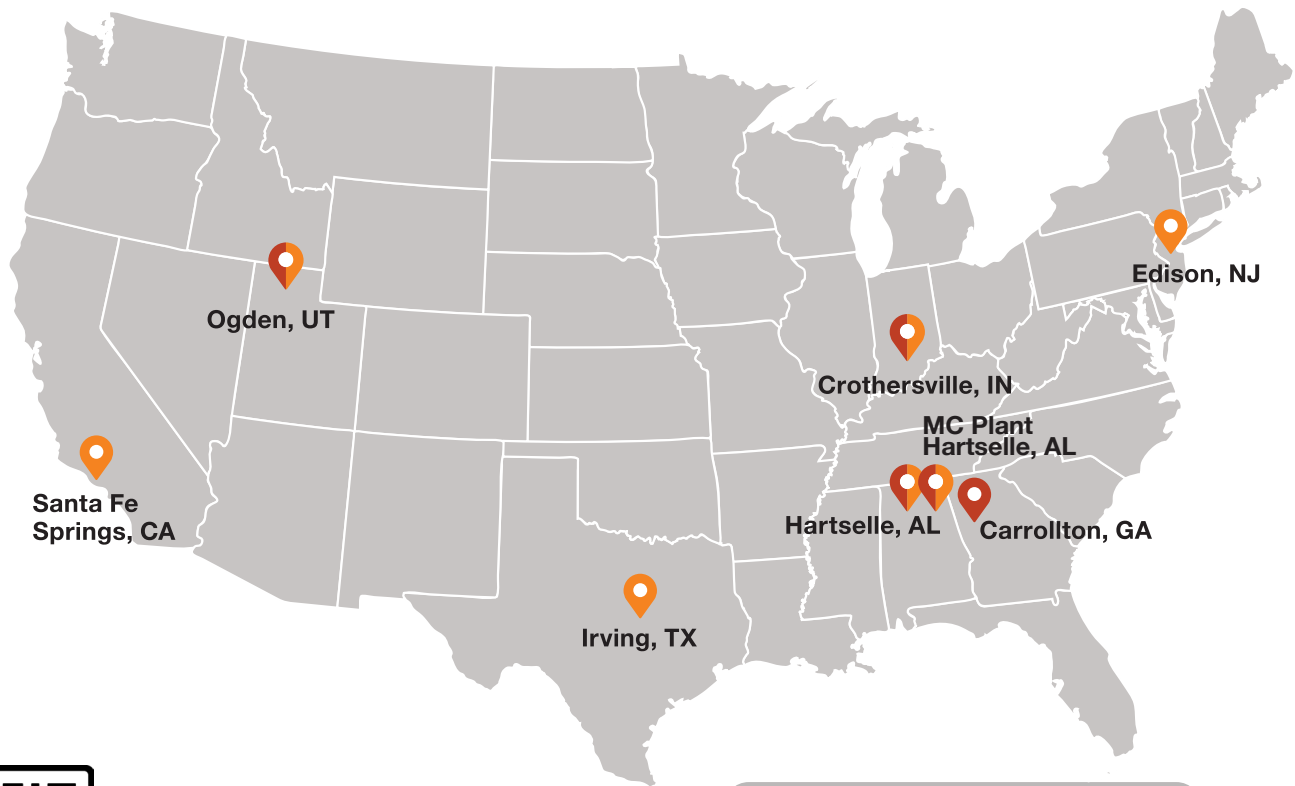 Edison, NJ
Ogden, UT
Crothersville, IN
MC Plant
Hartselle, AL
Santa Fe
Springs, CA
Hartselle, AL
Carrollton, GA
Irving, TX